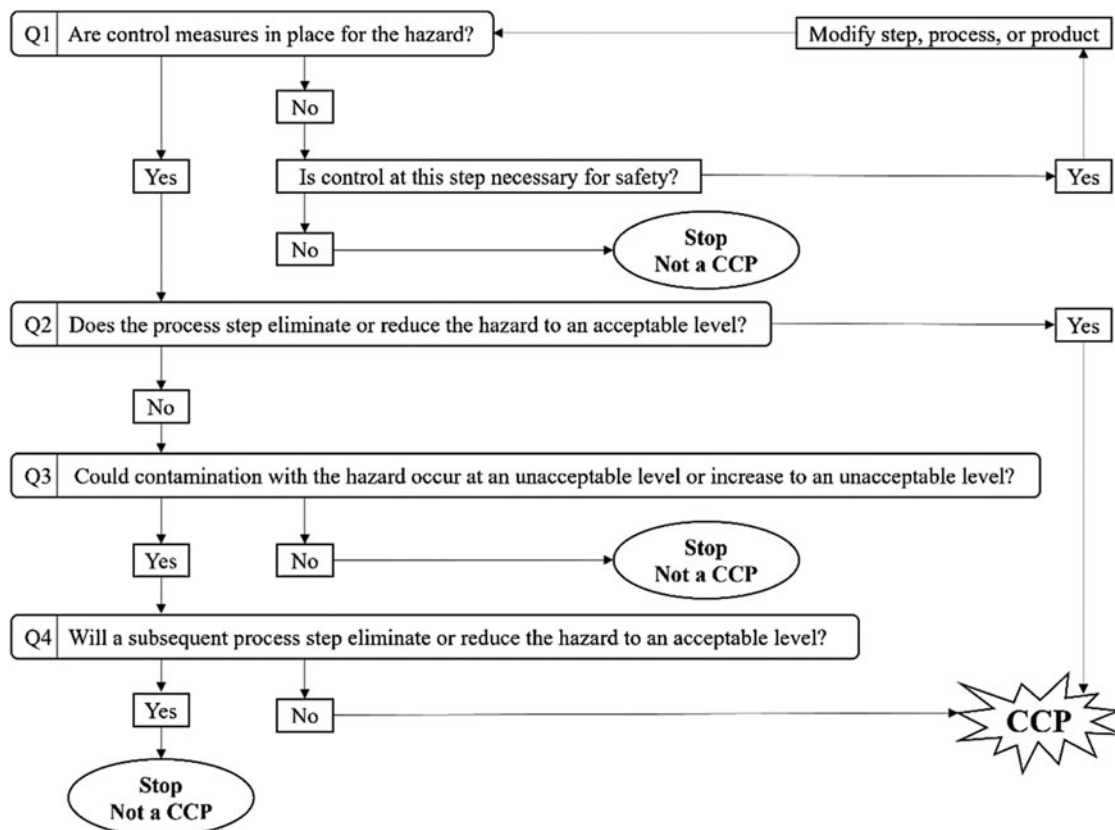 Q1 Are control measures in place for the hazard?
Modify step, process, or product
No
Yes
Is control at this step necessary for safety?
Yes
No
Stop
Not a CCP
Q2 Does the process step eliminate or reduce the hazard to an acceptable level?
Yes
No
Q3 Could contamination with the hazard occur at an unacceptable level or increase to an unacceptable level?
Yes
No
Stop
Not a CCP
Q4 Will a subsequent process step eliminate or reduce the hazard to an acceptable level?
Yes
No
CCP
Stop
Not a CCP